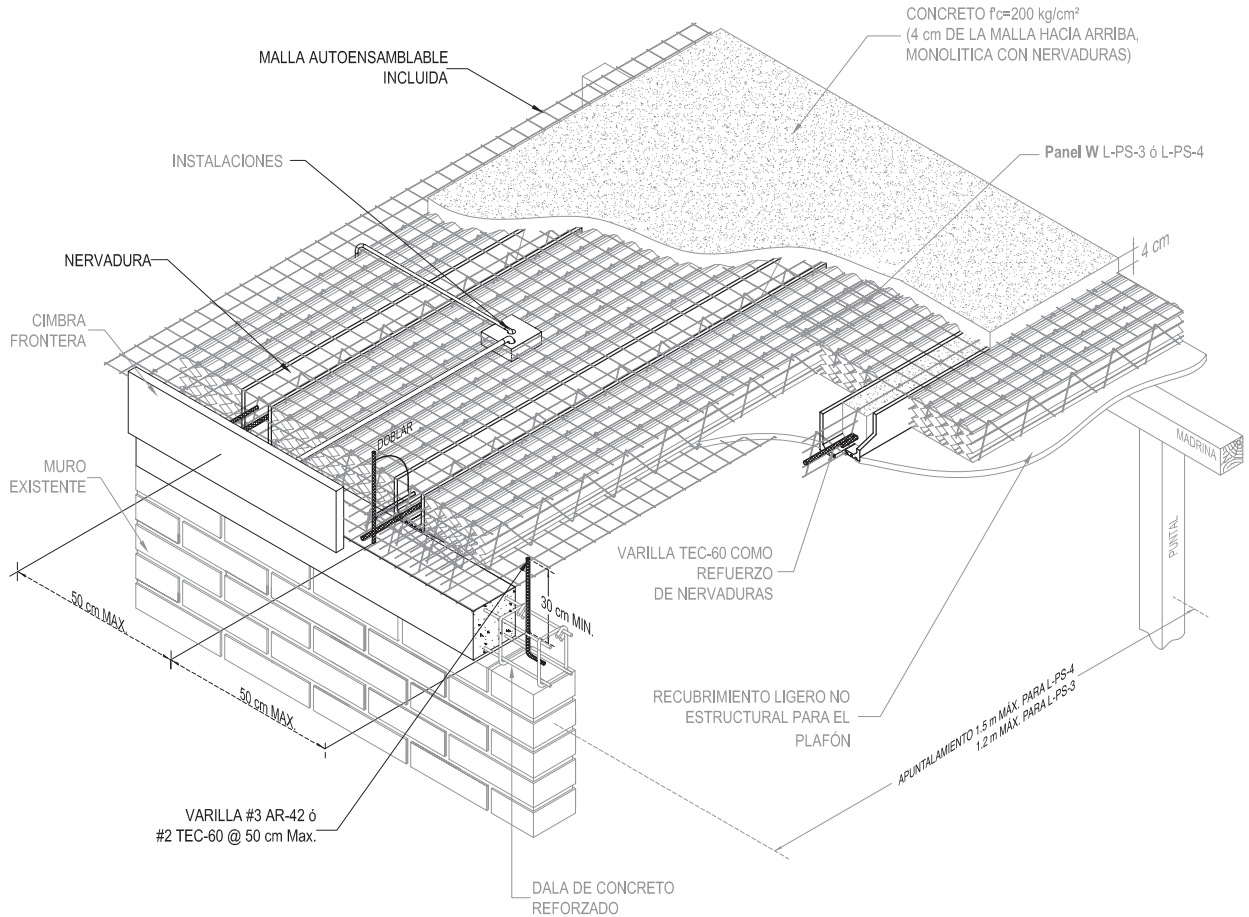 CONCRETO f'c=200 kg/cm²
(4 cm DE LA MALLA HACIA ARRIBA,
MONOLITICA CON NERVADURAS)
MALLA AUTOENSAMBLABLE
INCLUIDA
INSTALACIONES
Panel W L-PS-3 ó L-PS-4
NERVADURA
4 cm
CIMBRA
FRONTERA
DOBLAR
MADRINA
MURO
EXISTENTE
PUNTAL
VARILLA TEC-60 COMO
REFUERZO
DE NERVADURAS
30 cm MIN.
50 cm MAX.
50 cm MAX.
RECUBRIMIENTO LIGERO NO
ESTRUCTURAL PARA EL
PLAFÓN
APUNTALAMIENTO 1.5 m MÁX. PARA L-PS-4
1.2 m MÁX. PARA L-PS-3
VARILLA #3 AR-42 ó
#2 TEC-60 @ 50 cm Max.
DALA DE CONCRETO
REFORZADO